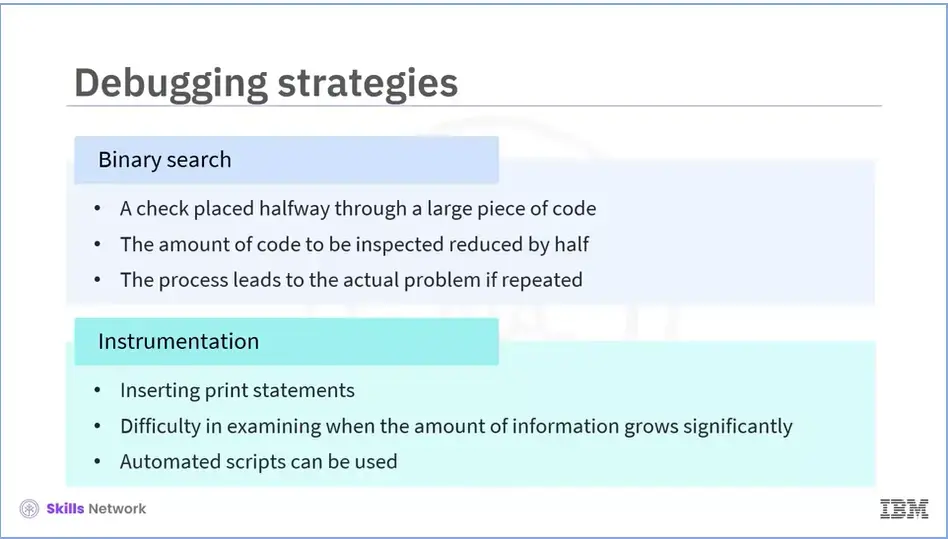 Debugging strategies
Binary search
• A check placed halfway through a large piece of code
• The amount of code to be inspected reduced by half
• The process leads to the actual problem if repeated
Instrumentation
• Inserting print statements
• Difficulty in examining when the amount of information grows significantly
• Automated scripts can be used
Skills Network
IBM